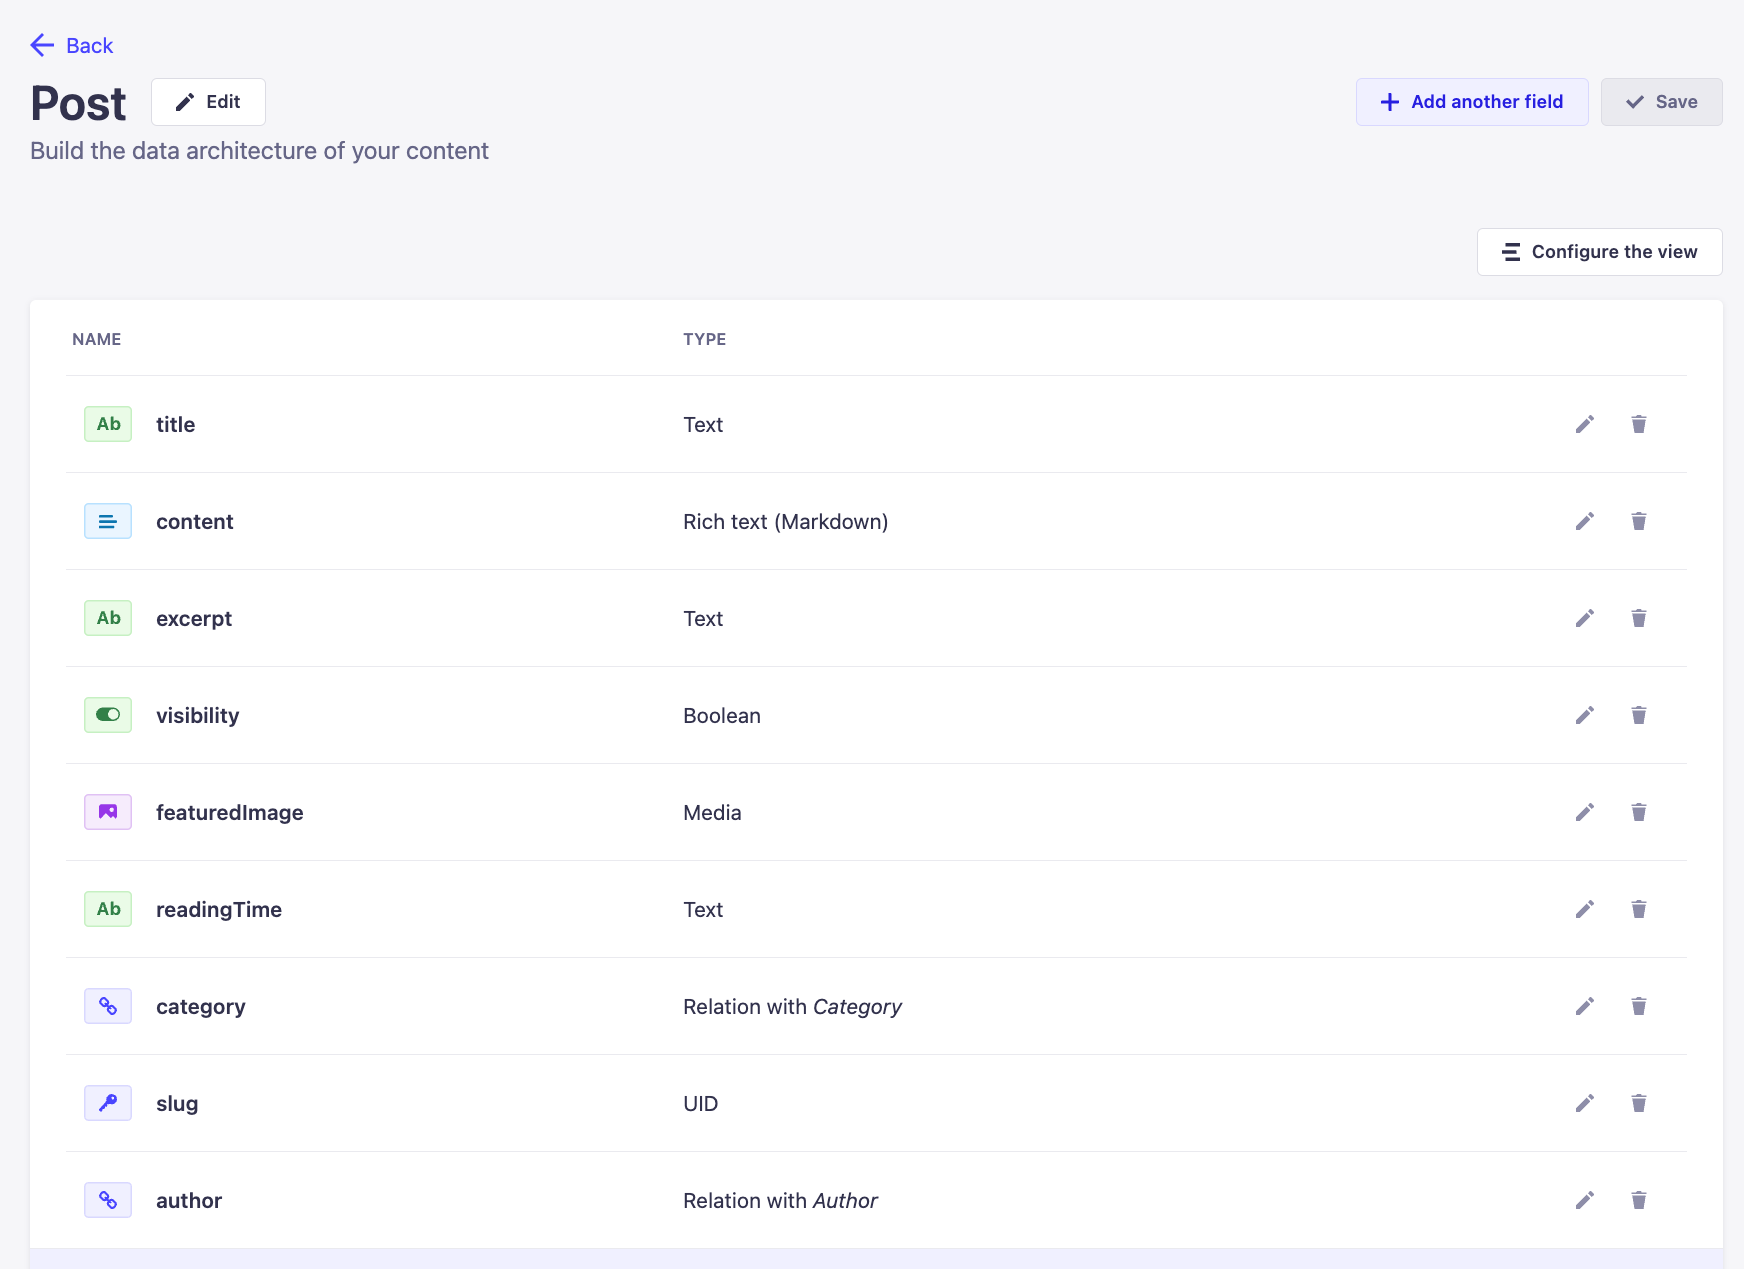 Back
Post
Edit
Add another field
Save
Build the data architecture of your content
Configure the view
NAME TYPE
Ab title Text
content Rich text (Markdown)
Ab excerpt Text
visibility Boolean
featuredImage Media
Ab readingTime Text
category Relation with Category
slug UID
author Relation with Author